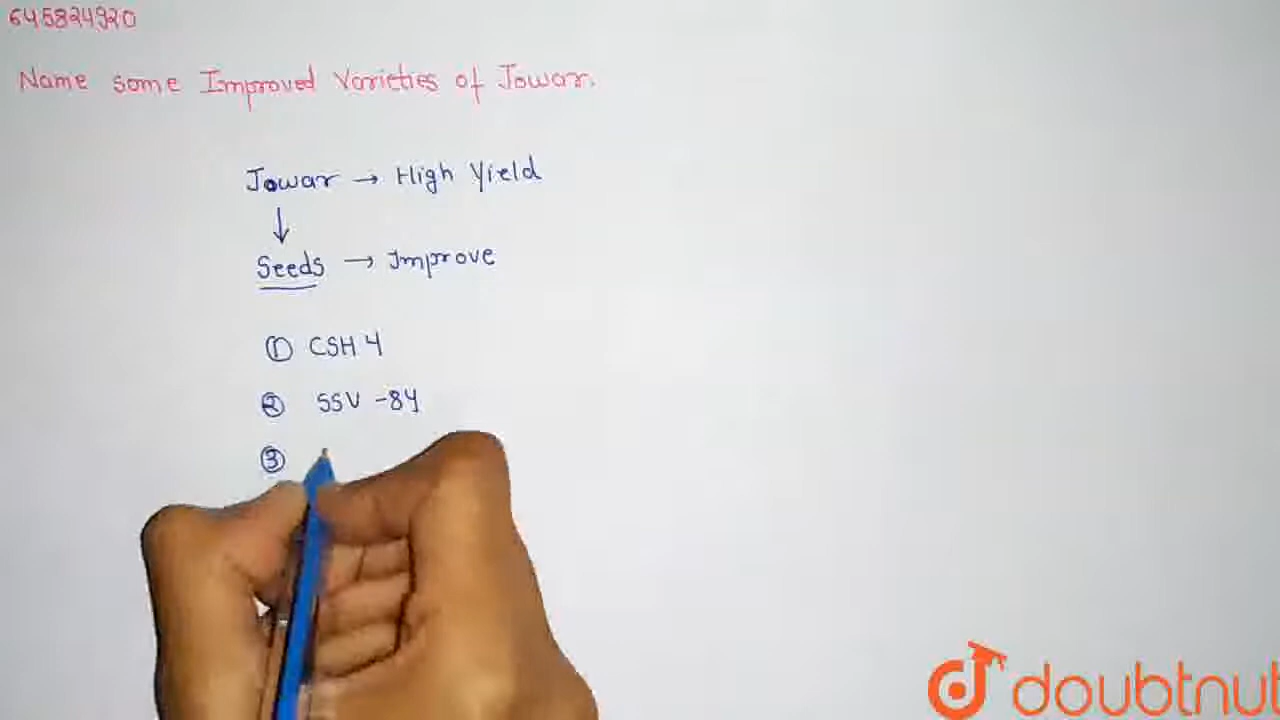 645824920
Name some Improved Varieties of Jowar.
Jowar → High Yield
↓
Seeds → Improve
① CSH 4
② SSV -84
③
doubtnut